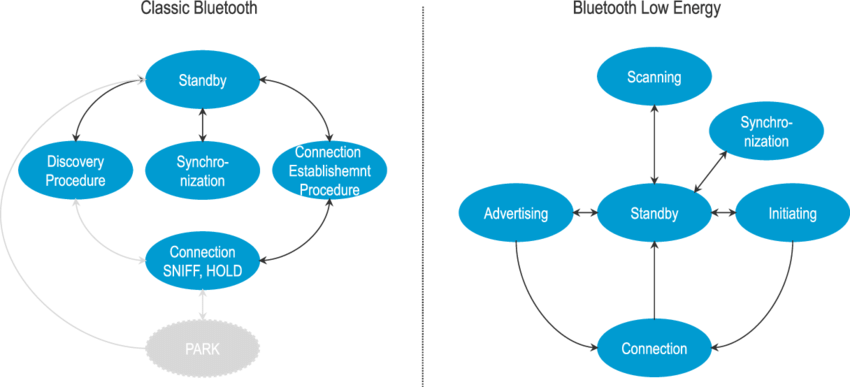 Classic Bluetooth
Standby
Discovery
Procedure
Synchro-
nization
Connection
Establishemnt
Procedure
Connection
SNIFF, HOLD
PARK
Bluetooth Low Energy
Scanning
Synchro-
nization
Advertising
Standby
Initiating
Connection